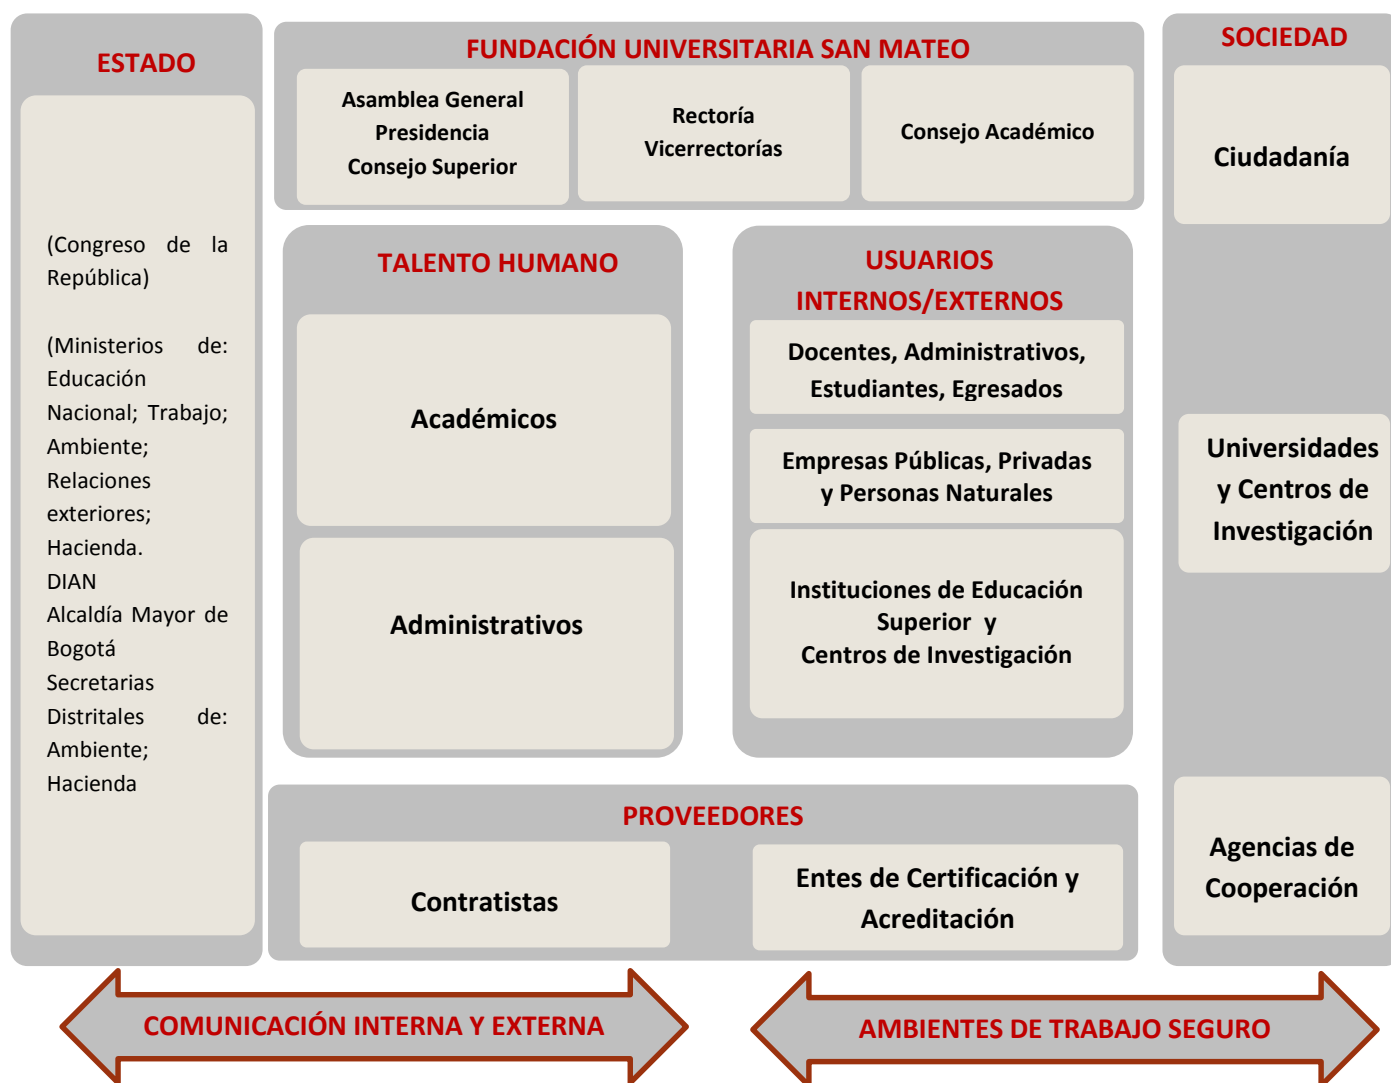 ESTADO
(Congreso de la
República)
(Ministerios de:
Educación
Nacional; Trabajo;
Ambiente;
Relaciones
exteriores;
Hacienda.
DIAN
Alcaldía Mayor de
Bogotá
Secretarias
Distritales de:
Ambiente;
Hacienda
FUNDACIÓN UNIVERSITARIA SAN MATEO
Asamblea General
Presidencia
Consejo Superior
Rectoría
Vicerrectorías
Consejo Académico
TALENTO HUMANO
Académicos
Administrativos
USUARIOS
INTERNOS/EXTERNOS
Docentes, Administrativos,
Estudiantes, Egresados
Empresas Públicas, Privadas
y Personas Naturales
Instituciones de Educación
Superior y
Centros de Investigación
PROVEEDORES
Contratistas
Entes de Certificación y
Acreditación
SOCIEDAD
Ciudadanía
Universidades
y Centros de
Investigación
Agencias de
Cooperación
COMUNICACIÓN INTERNA Y EXTERNA
AMBIENTES DE TRABAJO SEGURO